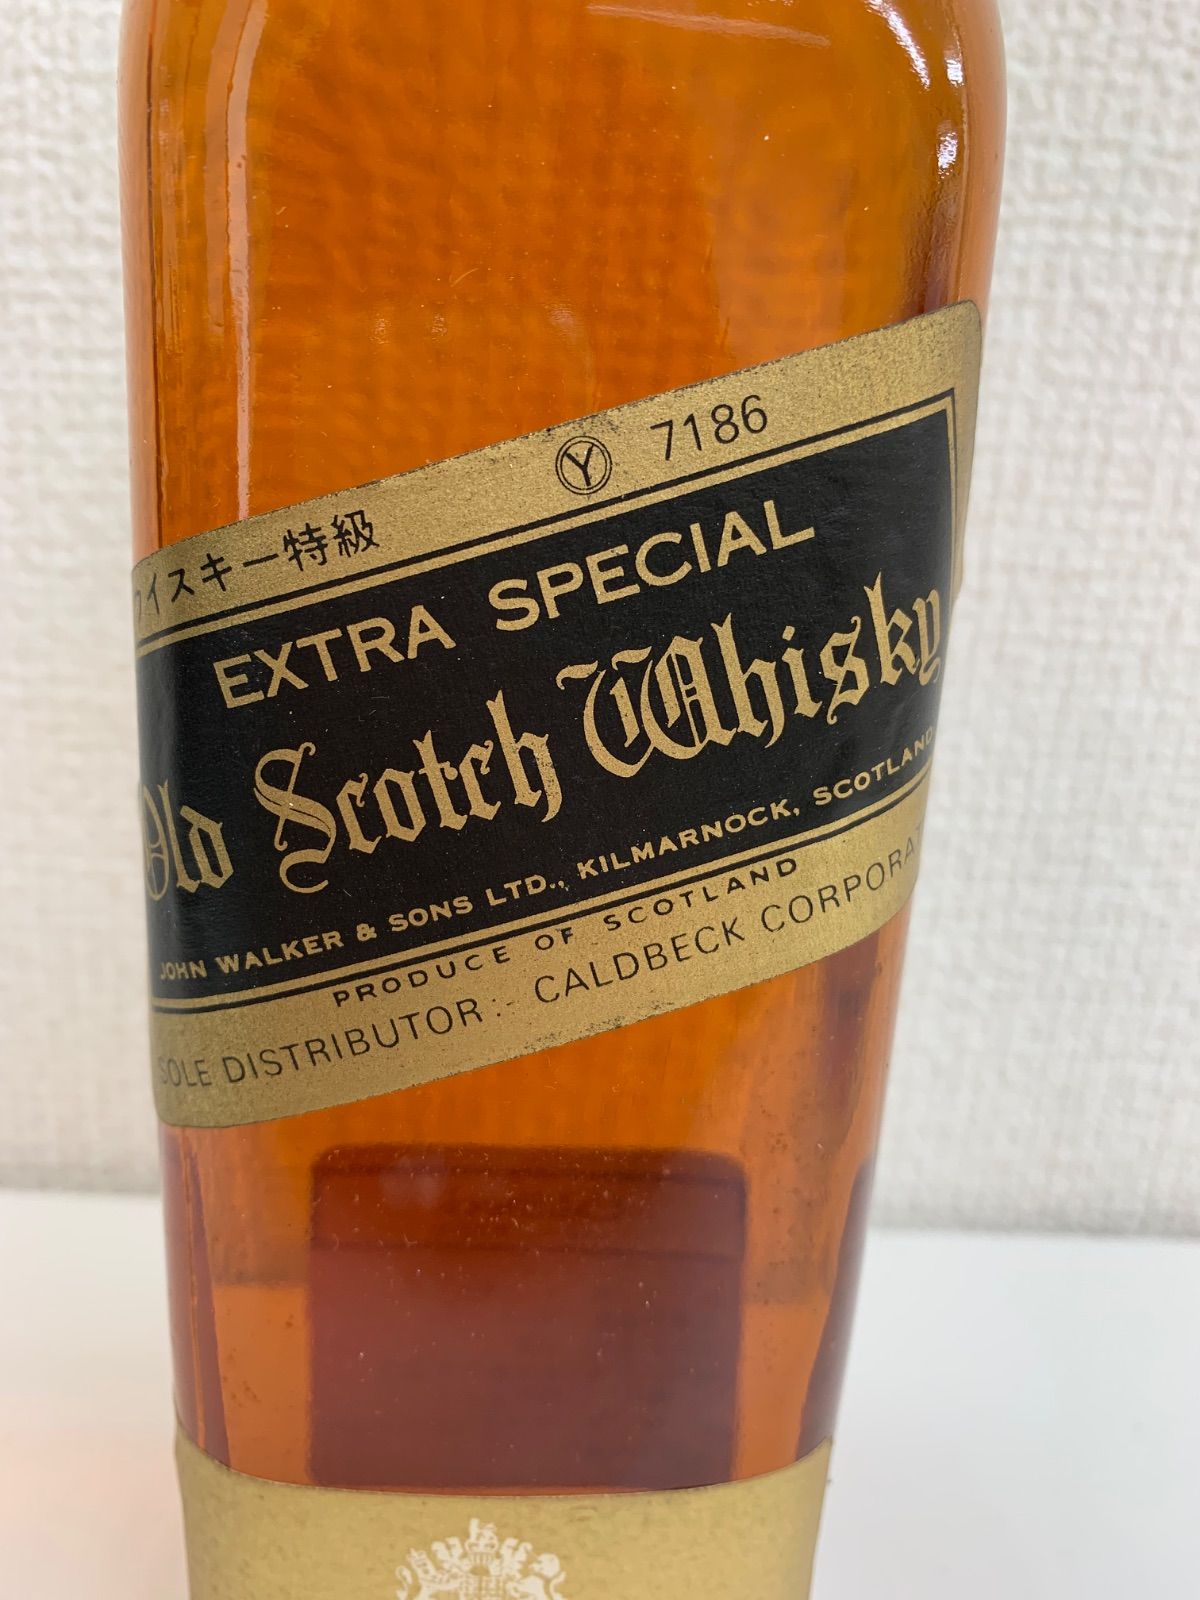 ウイスキー特級 Ⓨ 7186
EXTRA SPECIAL
Old Scotch Whisky
JOHN WALKER & SONS LTD., KILMARNOCK, SCOTLAND
PRODUCE OF SCOTLAND
SOLE DISTRIBUTOR:- CALDBECK CORPORAT